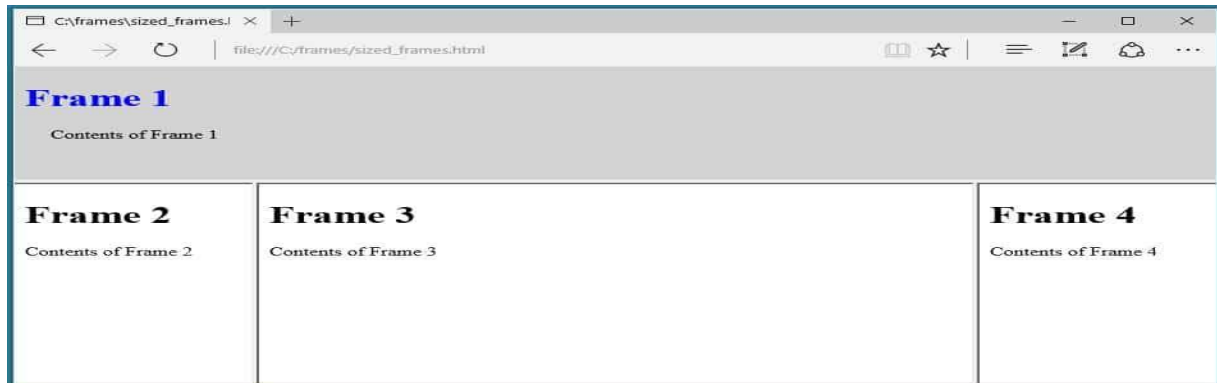 C:\frames\sized_frames.l
file:///C:/frames/sized_frames.html
Frame 1
Contents of Frame 1
Frame 2
Contents of Frame 2
Frame 3
Contents of Frame 3
Frame 4
Contents of Frame 4